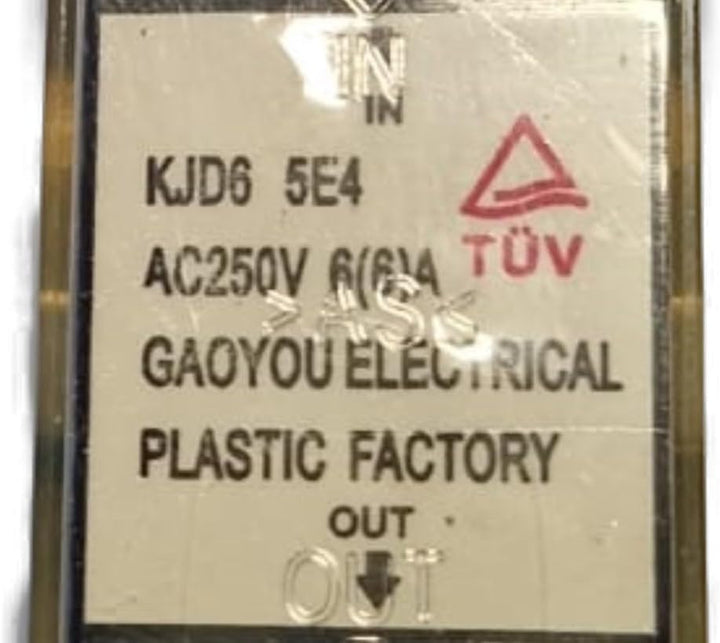 IN
IN
KJD6 5E4
TÜV
AC250V 6(6)A
>AS<
GAOYOU ELECTRICAL
PLASTIC FACTORY
OUT
OUT